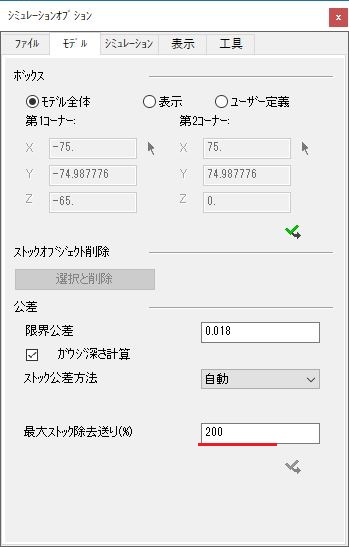 シミュレーションオプション
x
ファイル モデル シミュレーション 表示 工具
ボックス
モデル全体 表示 ユーザー定義
第1コーナー: 第2コーナー:
X -75. X 75.
Y -74.987776 Y 74.987776
Z -65. Z 0.
ストックオブジェクト削除
選択と削除
公差
限界公差 0.018
ガウジ深さ計算
ストック公差方法 自動
最大ストック除去送り(%) 200